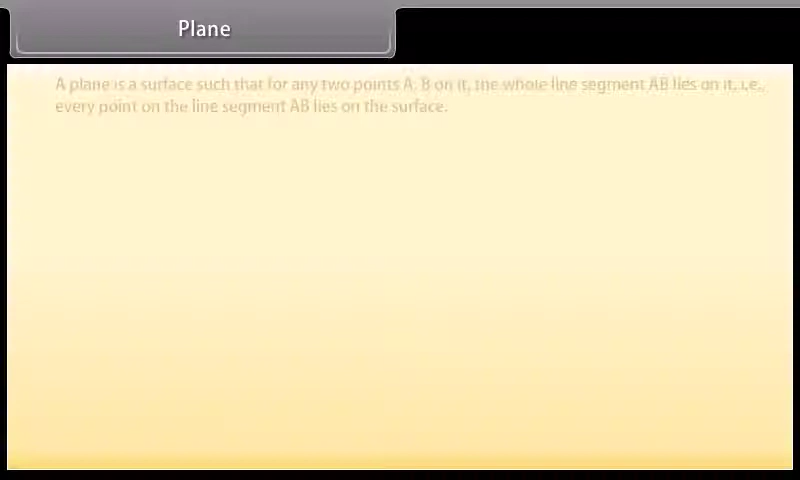 Plane
A plane is a surface such that for any two points A, B on it, the whole line segment AB lies on it, i.e.,
every point on the line segment AB lies on the surface.